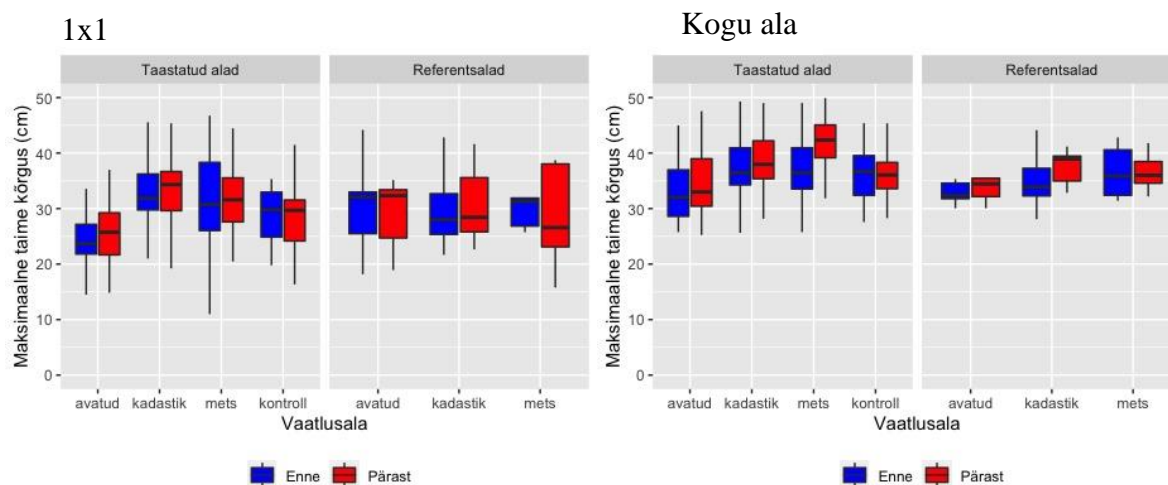 1x1
Kogu ala
Taastatud alad
Referentsalad
Maksimaalne taime kõrgus (cm)
50
40
30
20
10
0
avatud kadastik mets kontroll
avatud kadastik mets
Vaatlusala
Enne Pärast
Taastatud alad
Referentsalad
Maksimaalne taime kõrgus (cm)
50
40
30
20
10
0
avatud kadastik mets kontroll
avatud kadastik mets
Vaatlusala
Enne Pärast